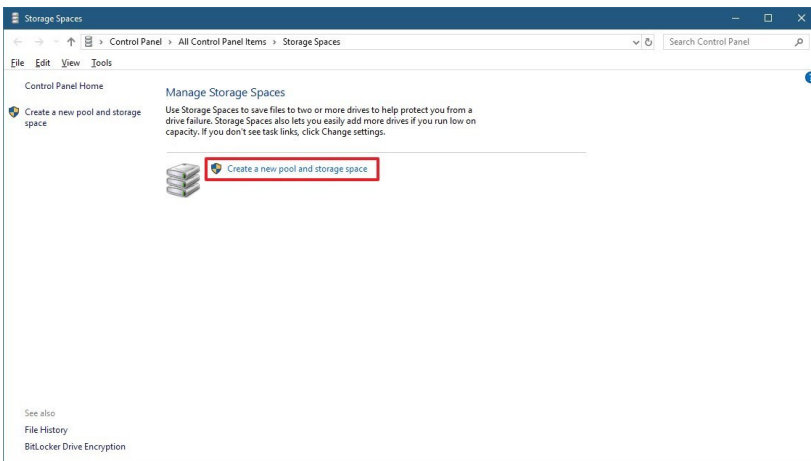 Storage Spaces
Control Panel > All Control Panel Items > Storage Spaces
Search Control Panel
File Edit View Tools
Control Panel Home
Create a new pool and storage
space
Manage Storage Spaces
Use Storage Spaces to save files to two or more drives to help protect you from a
drive failure. Storage Spaces also lets you easily add more drives if you run low on
capacity. If you don't see task links, click Change settings.
Create a new pool and storage space
See also
File History
BitLocker Drive Encryption